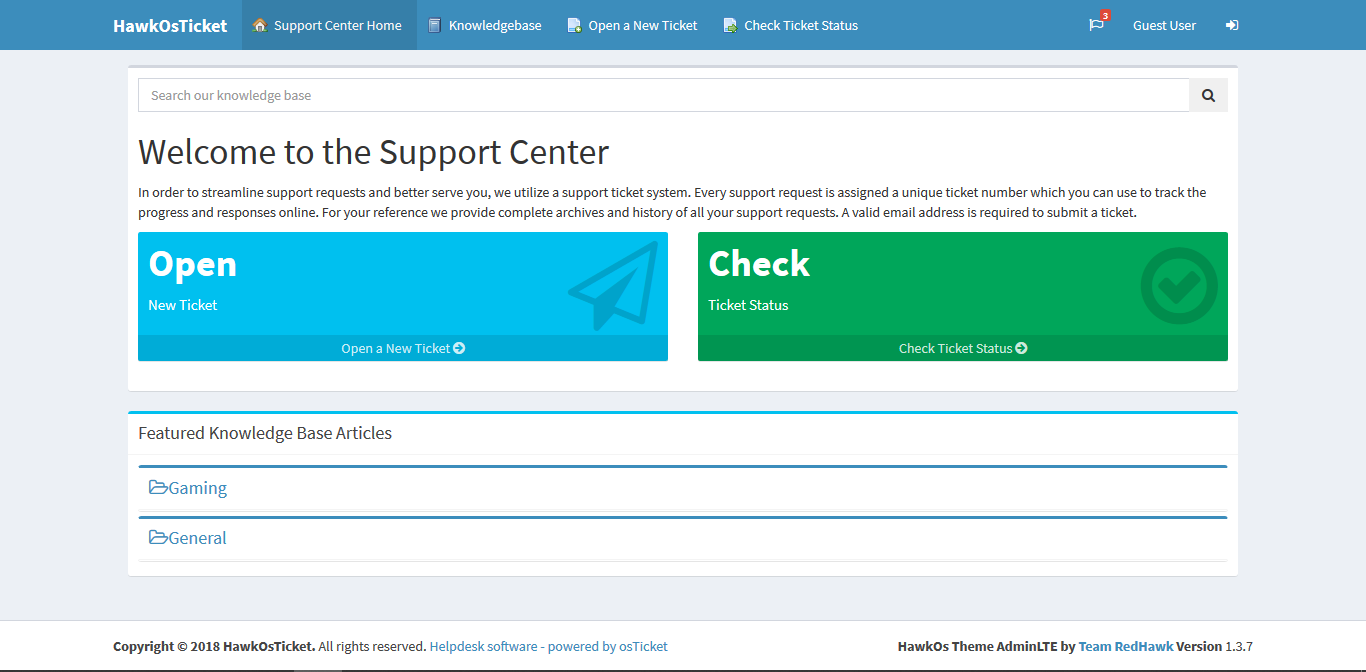 HawkOsTicket Support Center Home Knowledgebase Open a New Ticket Check Ticket Status 3 Guest User
Search our knowledge base
Welcome to the Support Center
In order to streamline support requests and better serve you, we utilize a support ticket system. Every support request is assigned a unique ticket number which you can use to track the
progress and responses online. For your reference we provide complete archives and history of all your support requests. A valid email address is required to submit a ticket.
Open
New Ticket
Open a New Ticket
Check
Ticket Status
Check Ticket Status
Featured Knowledge Base Articles
Gaming
General
Copyright © 2018 HawkOsTicket. All rights reserved. Helpdesk software - powered by osTicket
HawkOs Theme AdminLTE by Team RedHawk Version 1.3.7